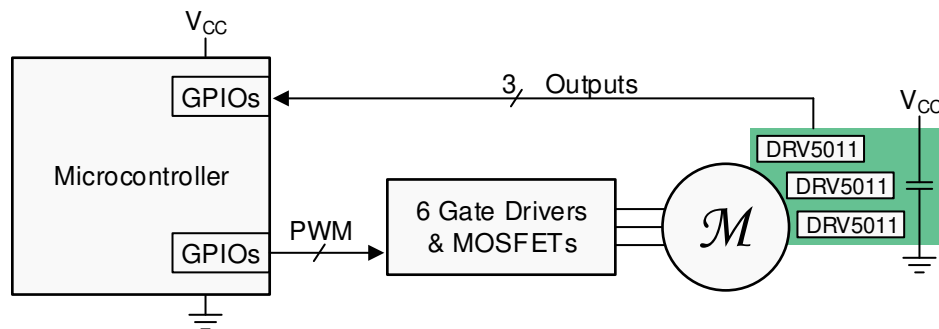 VCC
GPIOs
3 Outputs
VCC
DRV5011
Microcontroller
DRV5011
6 Gate Drivers
& MOSFETs
M
DRV5011
PWM
GPIOs